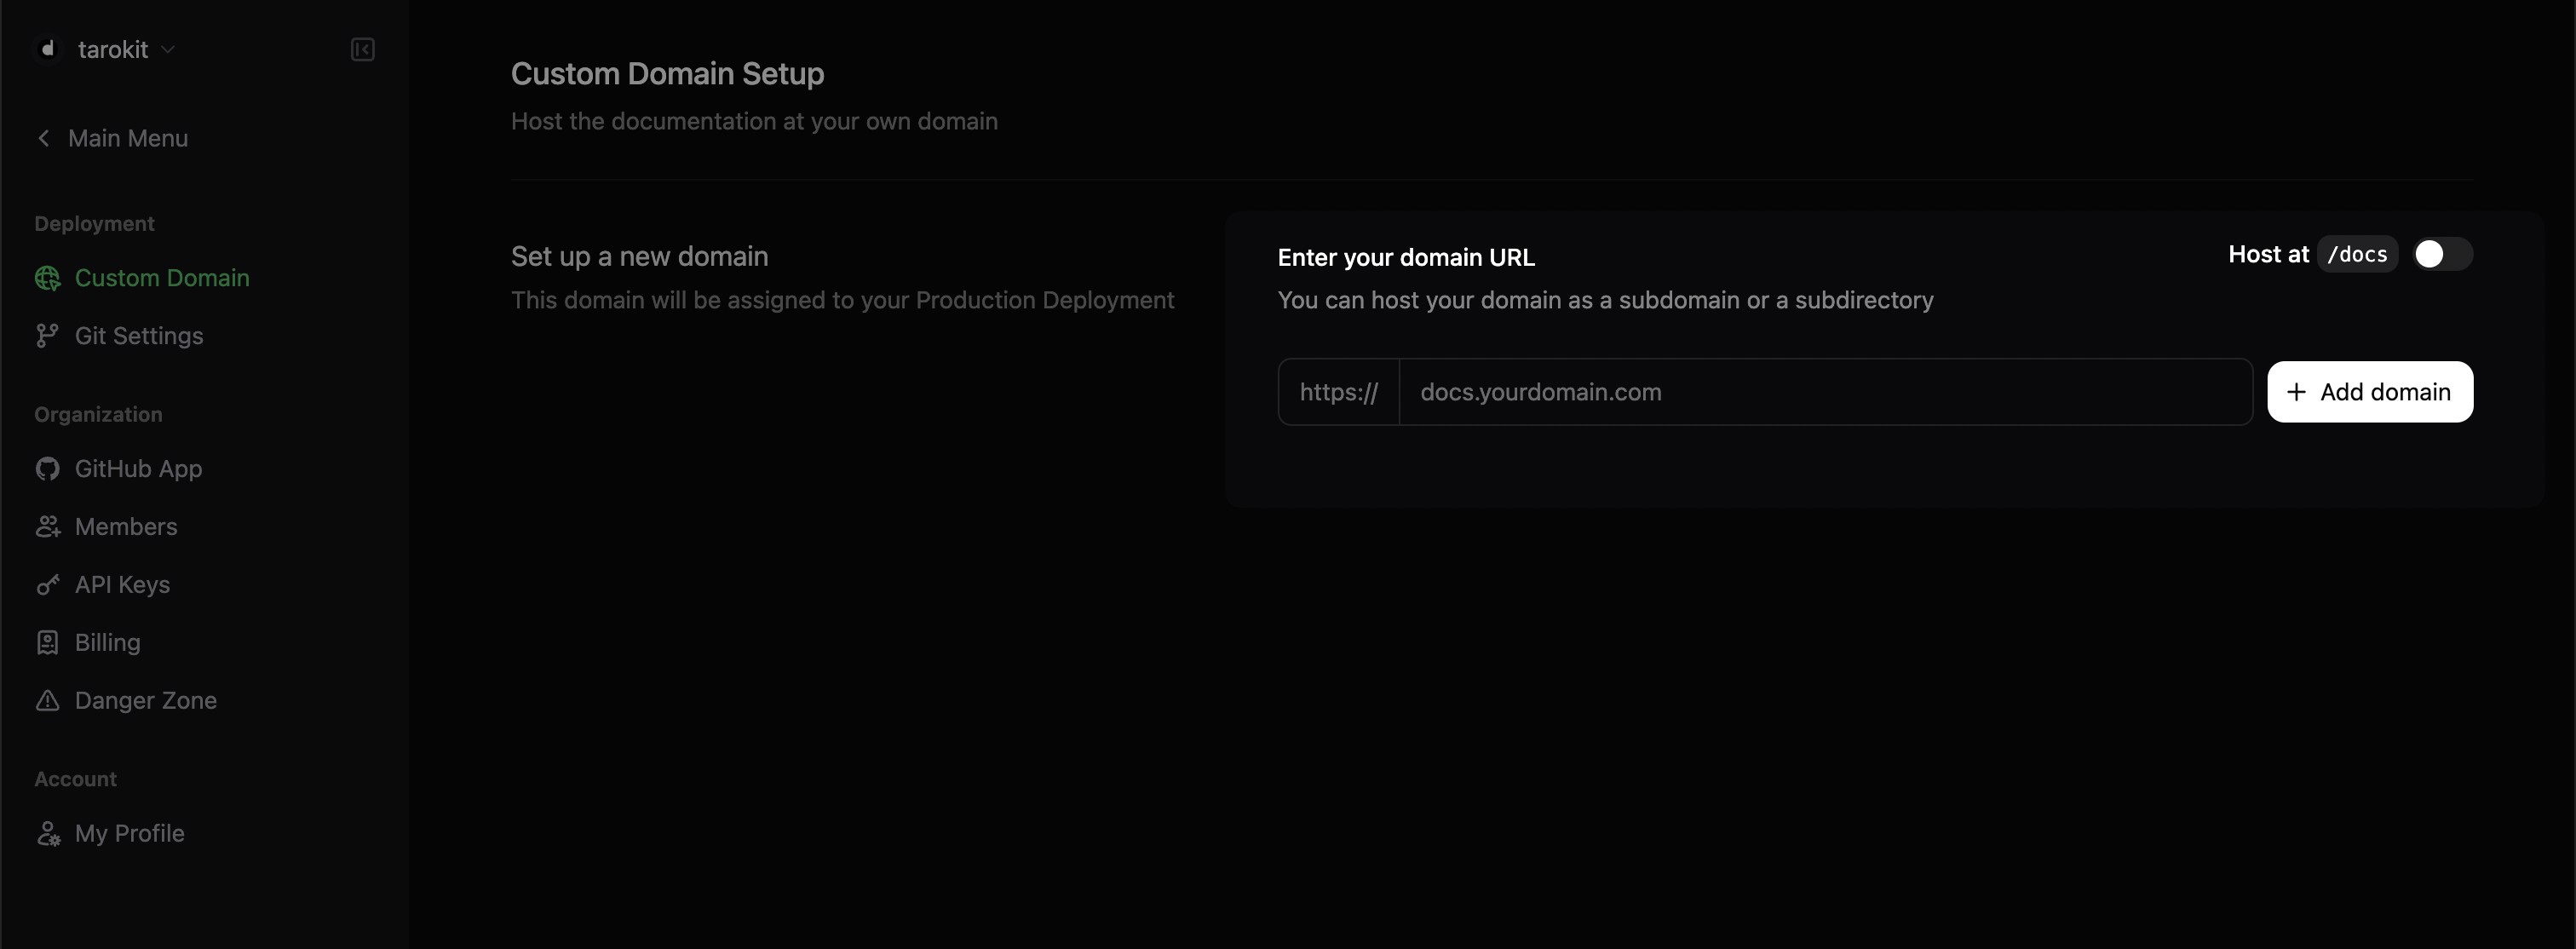 tarokit
Main Menu
Deployment
Custom Domain
Git Settings
Organization
GitHub App
Members
API Keys
Billing
Danger Zone
Account
My Profile
Custom Domain Setup
Host the documentation at your own domain
Set up a new domain
This domain will be assigned to your Production Deployment
Enter your domain URL
Host at /docs
You can host your domain as a subdomain or a subdirectory
https:// docs.yourdomain.com
+ Add domain